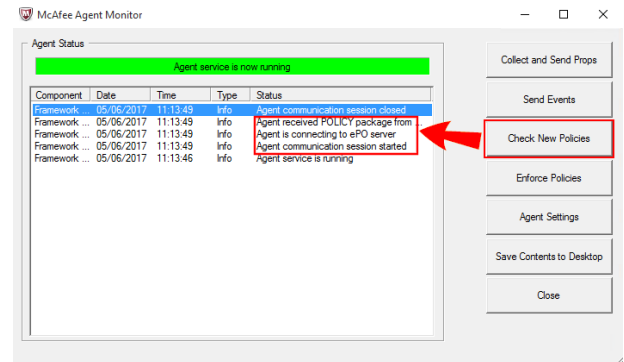 McAfee Agent Monitor
Agent Status
Agent service is now running
Component Date Time Type Status
Framework ... 05/06/2017 11:13:49 Info Agent communication session closed
Framework ... 05/06/2017 11:13:49 Info Agent received POLICY package from ...
Framework ... 05/06/2017 11:13:49 Info Agent is connecting to ePO server
Framework ... 05/06/2017 11:13:49 Info Agent communication session started
Framework ... 05/06/2017 11:13:46 Info Agent service is running
Collect and Send Props
Send Events
Check New Policies
Enforce Policies
Agent Settings
Save Contents to Desktop
Close